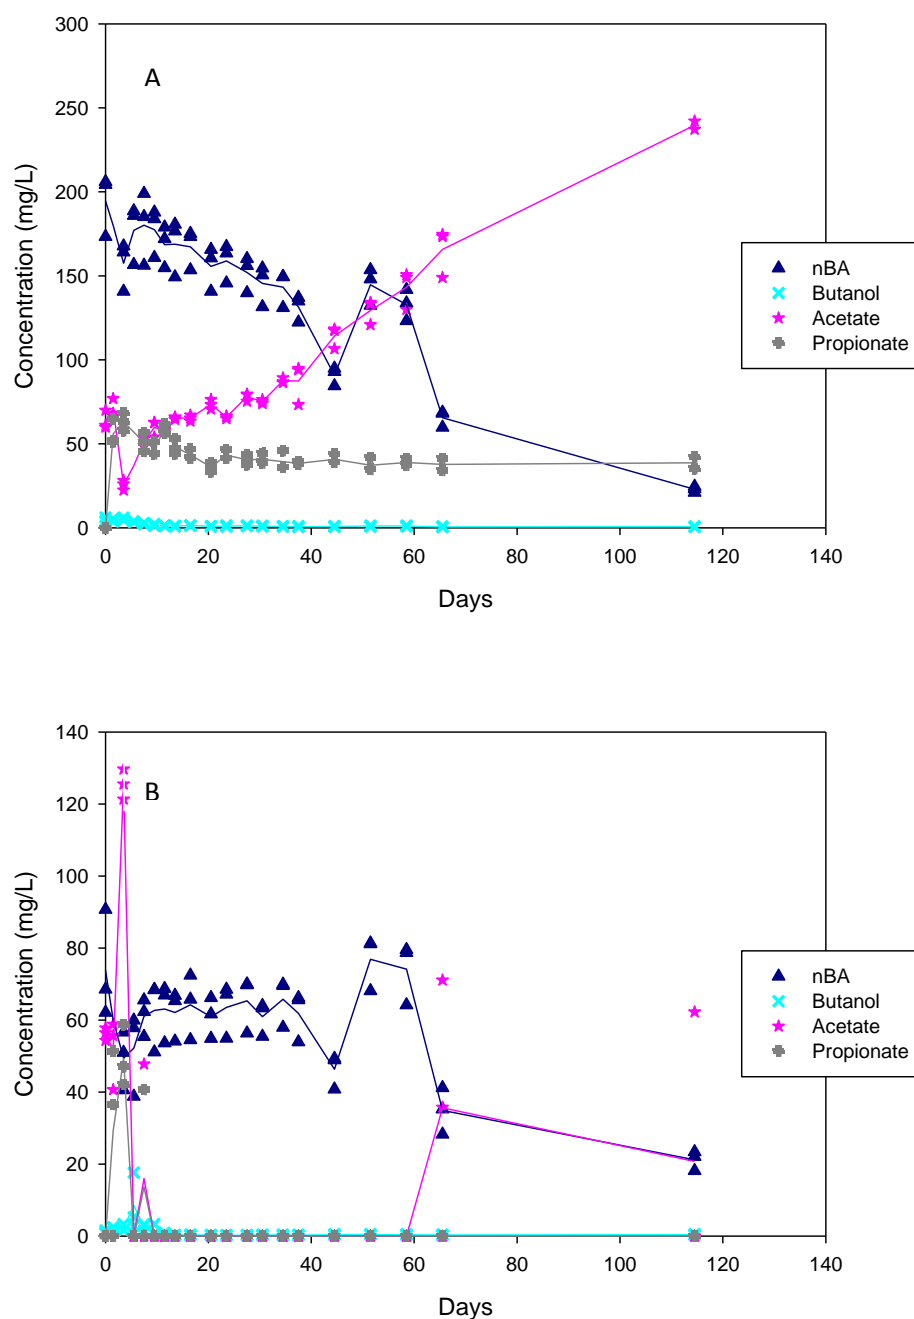 300
A
250
200
Concentration (mg/L)
150
100
50
0
nBA
Butanol
Acetate
Propionate
0 20 40 60 80 100 120 140
Days
140
120
B
100
80
Concentration (mg/L)
60
40
20
0
nBA
Butanol
Acetate
Propionate
0 20 40 60 80 100 120 140
Days